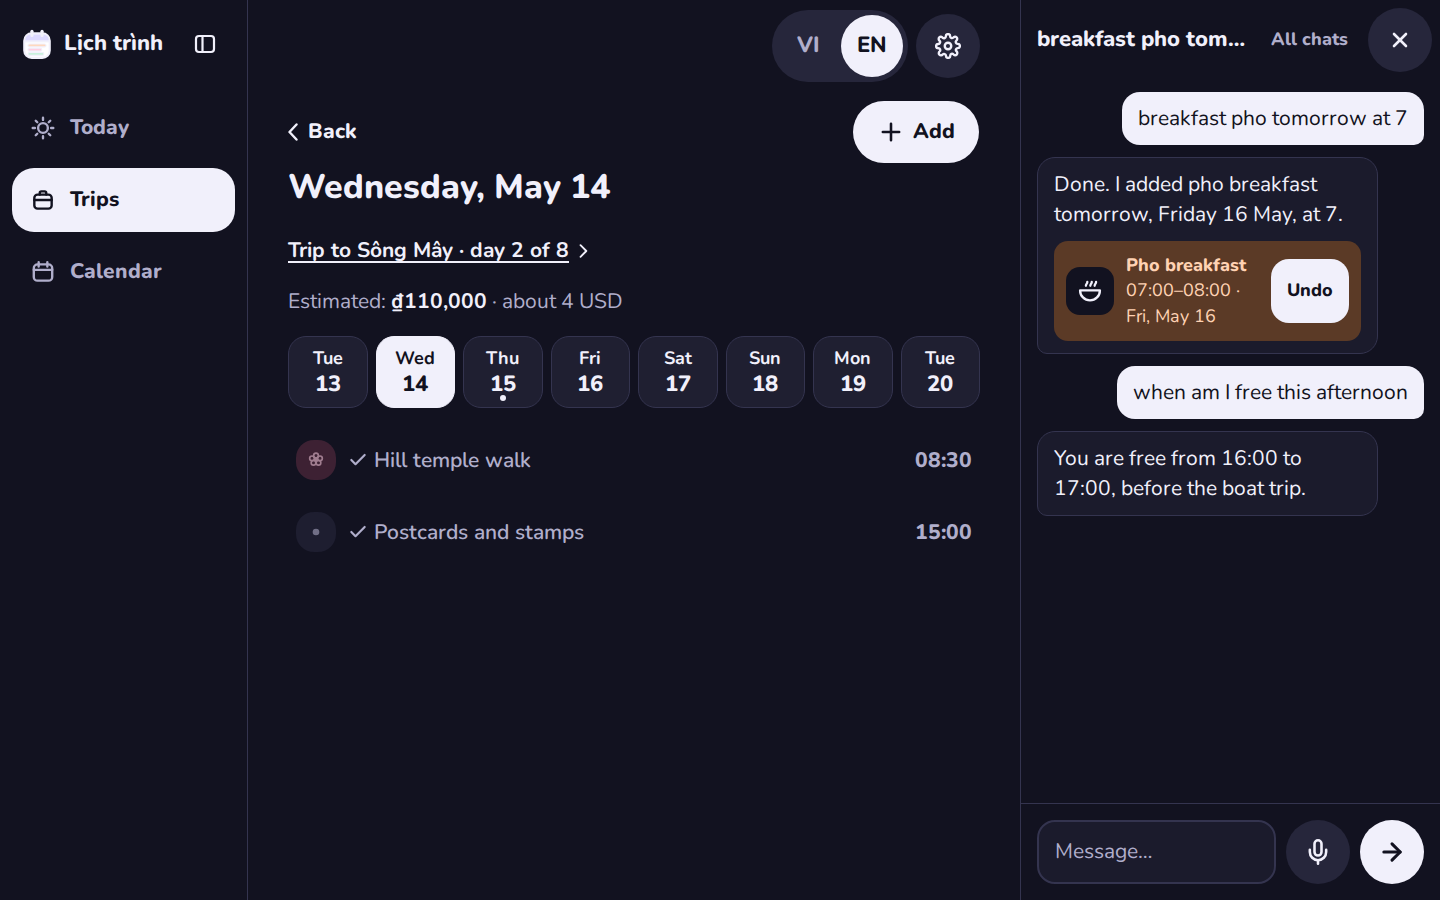 Lịch trình
Today
Trips
Calendar
VI
EN
Back
Add
Wednesday, May 14
Trip to Sông Mây · day 2 of 8
Estimated: ₫110,000 · about 4 USD
Tue
13
Wed
14
Thu
15
Fri
16
Sat
17
Sun
18
Mon
19
Tue
20
Hill temple walk
08:30
Postcards and stamps
15:00
breakfast pho tom...
All chats
breakfast pho tomorrow at 7
Done. I added pho breakfast
tomorrow, Friday 16 May, at 7.
Pho breakfast
07:00–08:00 ·
Fri, May 16
Undo
when am I free this afternoon
You are free from 16:00 to
17:00, before the boat trip.
Message...